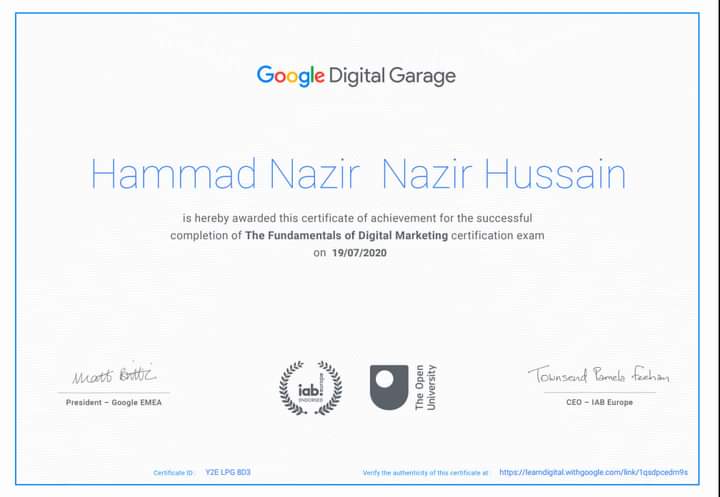 Google Digital Garage
Hammad Nazir  Nazir Hussain
is hereby awarded this certificate of achievement for the successful
completion of The Fundamentals of Digital Marketing certification exam
on 19/07/2020
Matt Brittin
iab.
europe
ENDORSED
The Open
University
Townsend Pamela Feehan
President – Google EMEA
CEO – IAB Europe
Certificate ID: Y2E LPG 8D3
Verify the authenticity of this certificate at: https://learndigital.withgoogle.com/link/1qsdpcedm9s